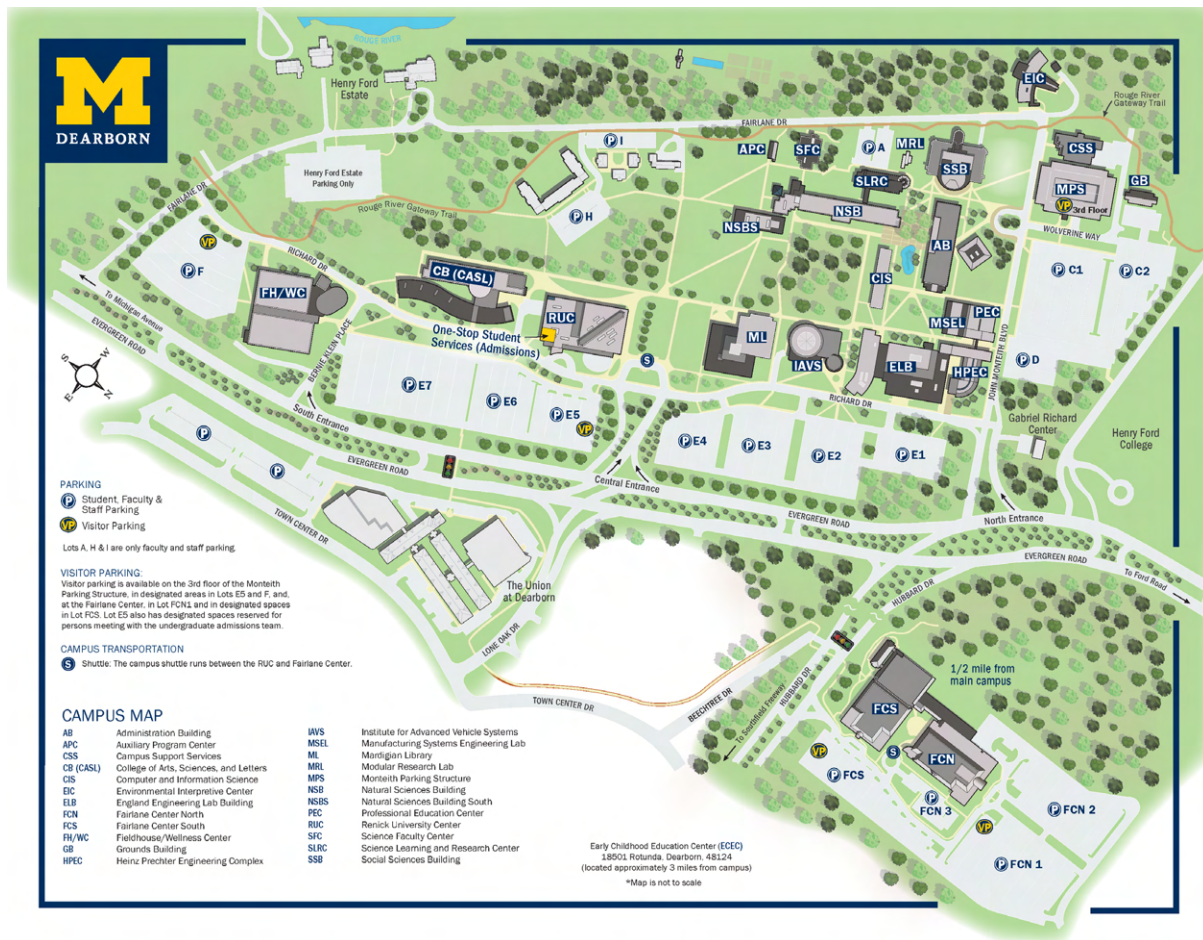 M
DEARBORN
ROUGE RIVER
Henry Ford
Estate
EIC
Rouge River
Gateway Trail
FAIRLANE DR
P I
APC
SFC
P A
MRL
SSB
CSS
Henry Ford Estate
Parking Only
SLRC
GB
MPS
VP
3rd Floot
FAIRLANE DR
Rouge River Gateway Trail
P H
NSB
NSBS
WOLVERINE WAY
AB
VP
P F
RICHARD DR
CB (CASL)
CIS
P C1
P C2
FH/WC
To Michigan Avenue
EVERGREEN ROAD
RUC
One-Stop Student
Services (Admissions)
MSEL
PEC
ML
IAVS
ELB
HPEC
P D
JOHN MONTEITH BLVD
S
S
W
E
N
BERNIE KLEIN PLACE
P E7
P E6
P E5
VP
RICHARD DR
South Entrance
Gabriel Richard
Center
Henry Ford
College
P E4
P E3
P E2
P E1
P
P
EVERGREEN ROAD
Central Entrance
EVERGREEN ROAD
North Entrance
EVERGREEN ROAD
To Ford Road
TOWN CENTER DR
The Union
at Dearborn
HUBBARD DR
LONE OAK DR
TOWN CENTER DR
BEECHTREE DR
To Southfield Freeway
HUBBARD DR
1/2 mile from
main campus
FCS
FCN
S
VP
P FCS
P
FCN 3
VP
P FCN 2
P FCN 1
PARKING
P Student, Faculty &
Staff Parking
VP Visitor Parking
Lots A, H & I are only faculty and staff parking.
VISITOR PARKING:
Visitor parking is available on the 3rd floor of the Monteith
Parking Structure, in designated areas in Lots E5 and F, and,
at the Fairlane Center, in Lot FCN1 and in designated spaces
in Lot FCS. Lot E5 also has designated spaces reserved for
persons meeting with the undergraduate admissions team.
CAMPUS TRANSPORTATION
S Shuttle: The campus shuttle runs between the RUC and Fairlane Center.
CAMPUS MAP
AB Administration Building
APC Auxiliary Program Center
CSS Campus Support Services
CB (CASL) College of Arts, Sciences, and Letters
CIS Computer and Information Science
EIC Environmental Interpretive Center
ELB England Engineering Lab Building
FCN Fairlane Center North
FCS Fairlane Center South
FH/WC Fieldhouse/Wellness Center
GB Grounds Building
HPEC Heinz Prechter Engineering Complex
IAVS Institute for Advanced Vehicle Systems
MSEL Manufacturing Systems Engineering Lab
ML Mardigian Library
MRL Modular Research Lab
MPS Monteith Parking Structure
NSB Natural Sciences Building
NSBS Natural Sciences Building South
PEC Professional Education Center
RUC Renick University Center
SFC Science Faculty Center
SLRC Science Learning and Research Center
SSB Social Sciences Building
Early Childhood Education Center (ECEC)
18501 Rotunda, Dearborn, 48124
(located approximately 3 miles from campus)
*Map is not to scale